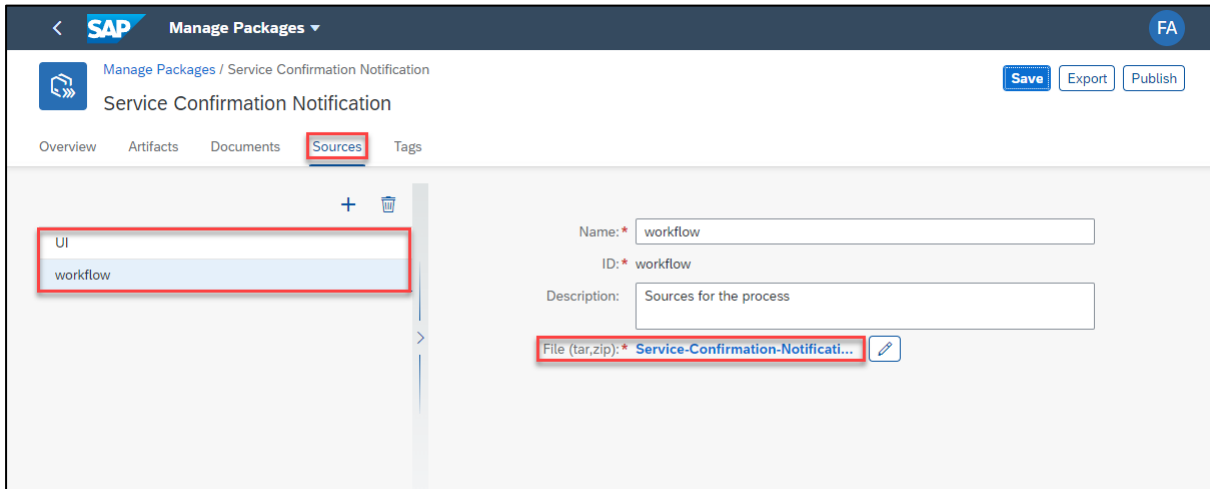 SAP Manage Packages FA
Manage Packages / Service Confirmation Notification
Service Confirmation Notification
Save Export Publish
Overview Artifacts Documents Sources Tags
UI
workflow
Name:* workflow
ID:* workflow
Description: Sources for the process
File (tar,zip):* Service-Confirmation-Notificati...